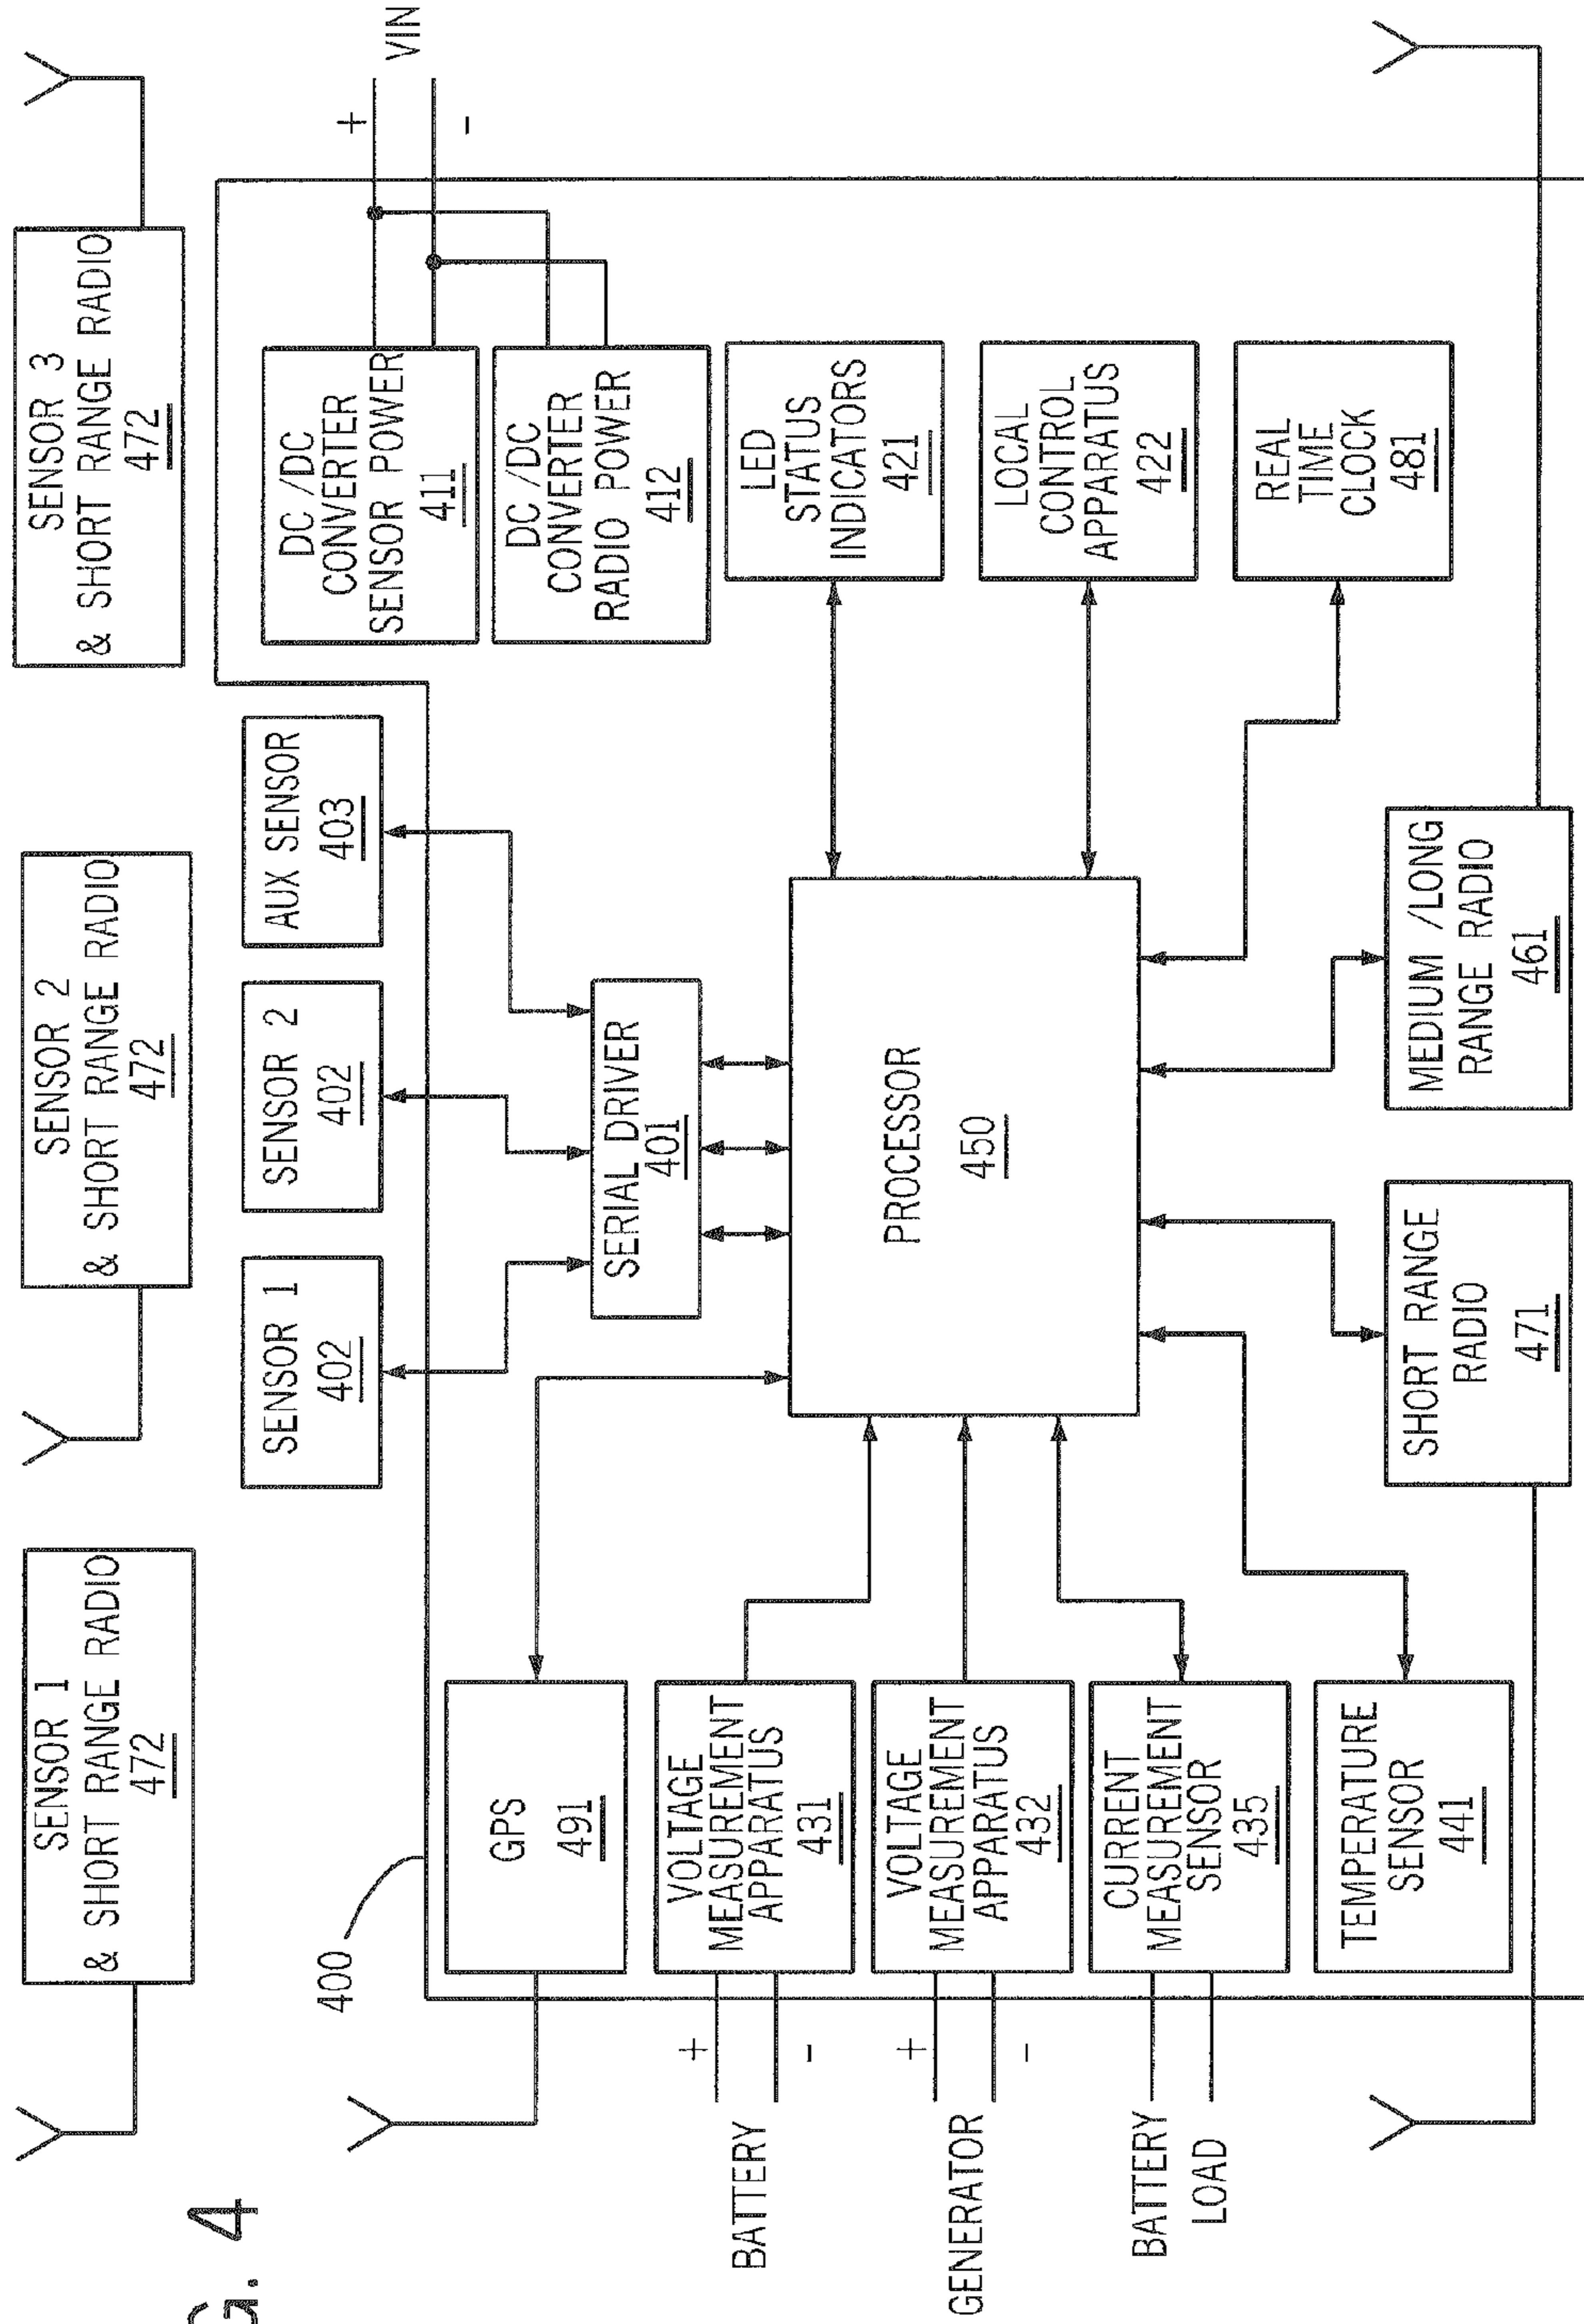 SENSOR 1
& SHORT RANGE RADIO
472
SENSOR 2
& SHORT RANGE RADIO
472
SENSOR 3
& SHORT RANGE RADIO
472
G. 4
400
SENSOR 1
402
SENSOR 2
402
AUX SENSOR
403
+
-
VIN
DC/DC
CONVERTER
SENSOR POWER
411
DC/DC
CONVERTER
RADIO POWER
412
GPS
491
SERIAL DRIVER
401
BATTERY
+
-
VOLTAGE
MEASUREMENT
APPARATUS
431
LED
STATUS
INDICATORS
421
GENERATOR
+
-
VOLTAGE
MEASUREMENT
APPARATUS
432
PROCESSOR
450
LOCAL
CONTROL
APPARATUS
422
BATTERY
LOAD
CURRENT
MEASUREMENT
SENSOR
435
REAL
TIME
CLOCK
481
TEMPERATURE
SENSOR
441
SHORT RANGE
RADIO
471
MEDIUM/LONG
RANGE RADIO
461